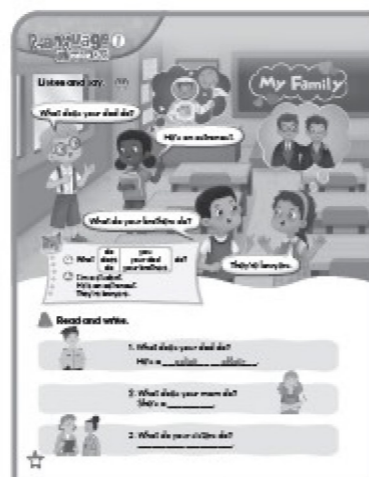 Language
Listen and say.
My Family
What does your dad do?
He's an astronaut.
What do your brothers do?
They're lawyers.
What do you do?
does your dad
do your brothers
I'm a student.
He's an astronaut.
They're lawyers.
Read and write.
1. What does your dad do?
He's a
2. What does your mom do?
She's a
3. What do your sisters do?